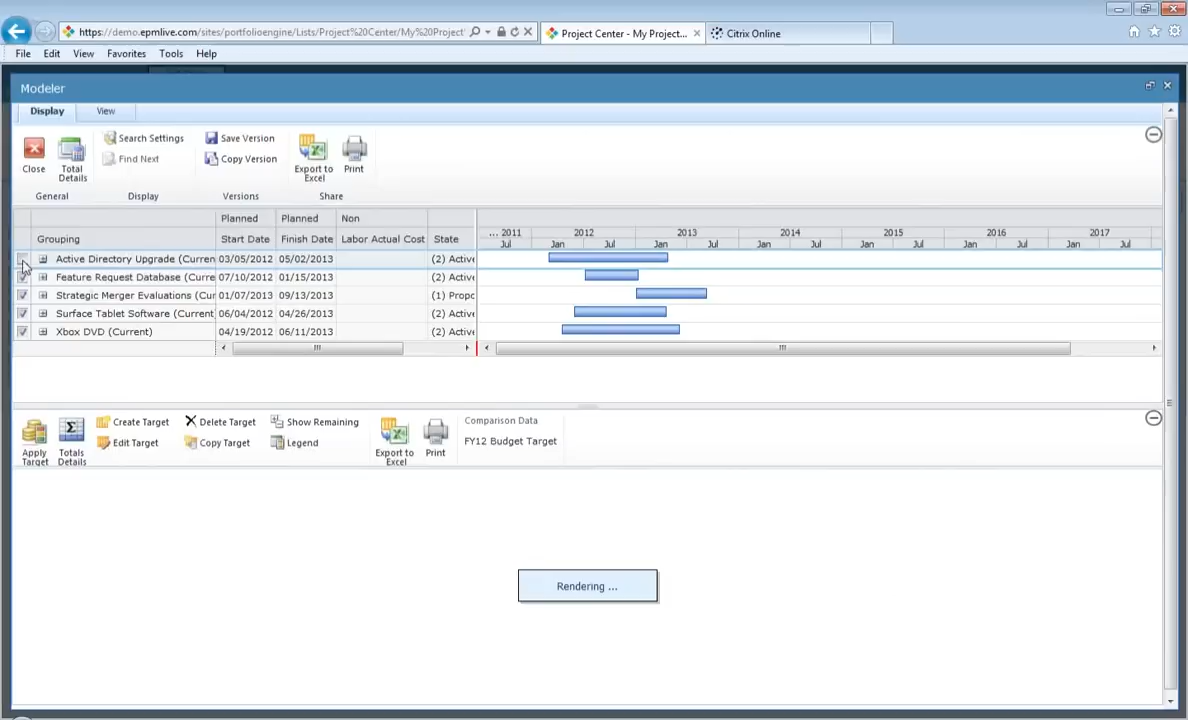 https://demo.epmlive.com/sites/portfolioengine/Lists/Project%20Center/My%20Project
Project Center - My Project...
Citrix Online
File Edit View Favorites Tools Help
Modeler
Display View
Search Settings Save Version
Find Next Copy Version
Close Total Details Export to Excel Print
General Display Versions Share
Planned Planned Non
Grouping Start Date Finish Date Labor Actual Cost State
... 2011 2012 2013 2014 2015 2016 2017
Jul Jan Jul Jan Jul Jan Jul Jan Jul Jan Jul Jan Jul
Active Directory Upgrade (Curren 03/05/2012 05/02/2013 (2) Active
Feature Request Database (Curre 07/10/2012 01/15/2013 (2) Active
Strategic Merger Evaluations (Cur 01/07/2013 09/13/2013 (1) Propc
Surface Tablet Software (Current 06/04/2012 04/26/2013 (2) Active
Xbox DVD (Current) 04/19/2012 06/11/2013 (2) Active
Create Target Delete Target Show Remaining Comparison Data
Edit Target Copy Target Legend FY12 Budget Target
Apply Target Totals Details Export to Excel Print
Rendering ...